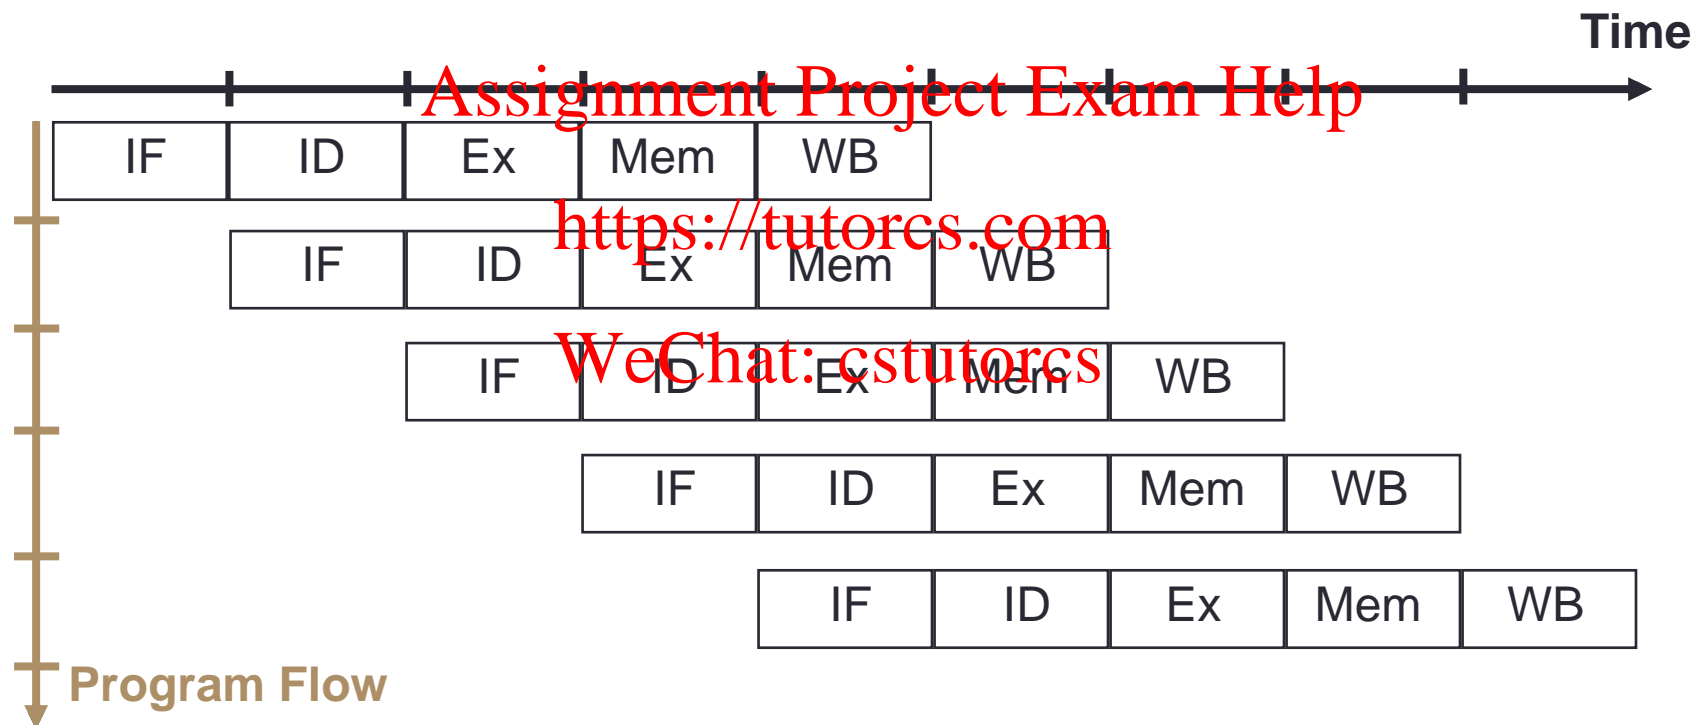 Time
Assignment Project Exam Help
IF ID Ex Mem WB
https://tutorcs.com
IF ID Ex Mem WB
WeChat: cstutorcs
IF ID Ex Mem WB
IF ID Ex Mem WB
IF ID Ex Mem WB
Program Flow